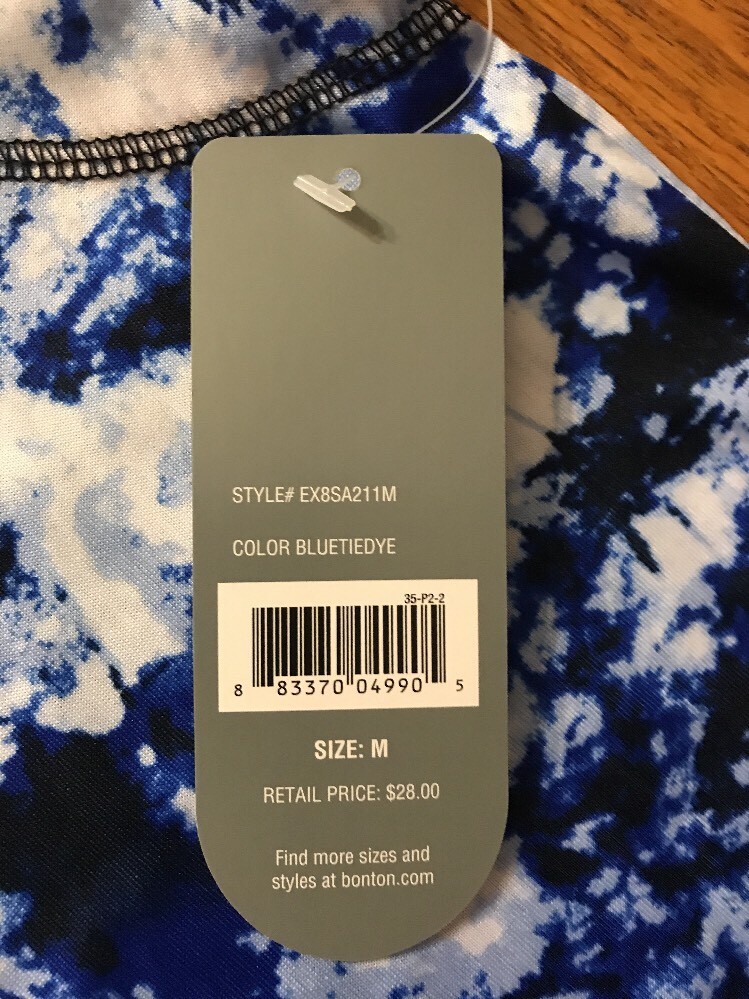 STYLE# EX8SA211M
COLOR BLUETIEDYE
35-P2-2
8 83370 04990 5
SIZE: M
RETAIL PRICE: $28.00
Find more sizes and
styles at bonton.com